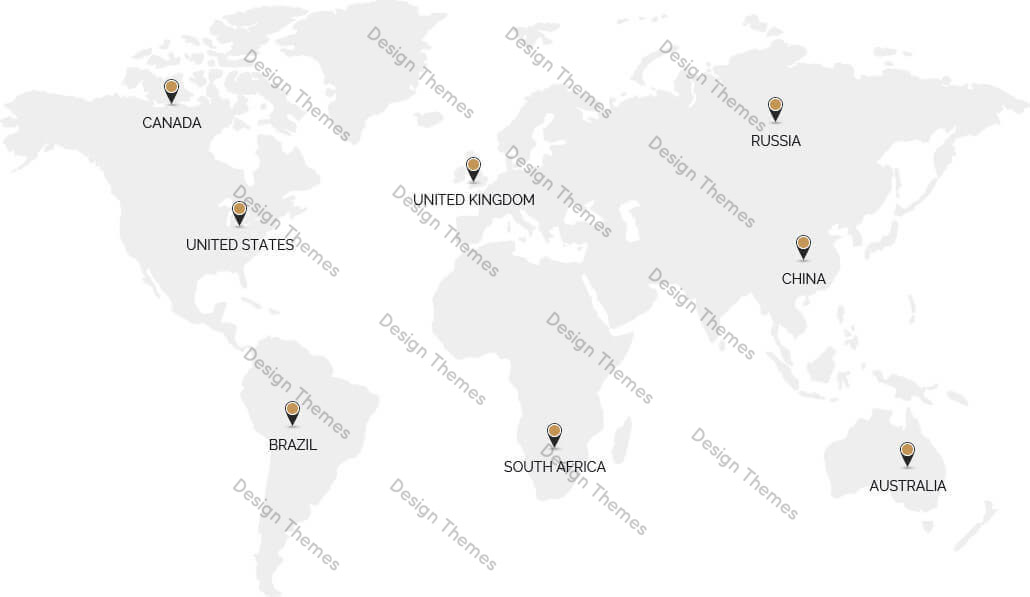 Design Themes
Design Themes
Design Themes
Design Themes
Design Themes
CANADA
RUSSIA
Design Themes
Design Themes
UNITED KINGDOM
Design Themes
Design Themes
UNITED STATES
CHINA
Design Themes
Design Themes
Design Themes
Design Themes
BRAZIL
SOUTH AFRICA
Design Themes
Design Themes
AUSTRALIA
Design Themes
Design Themes